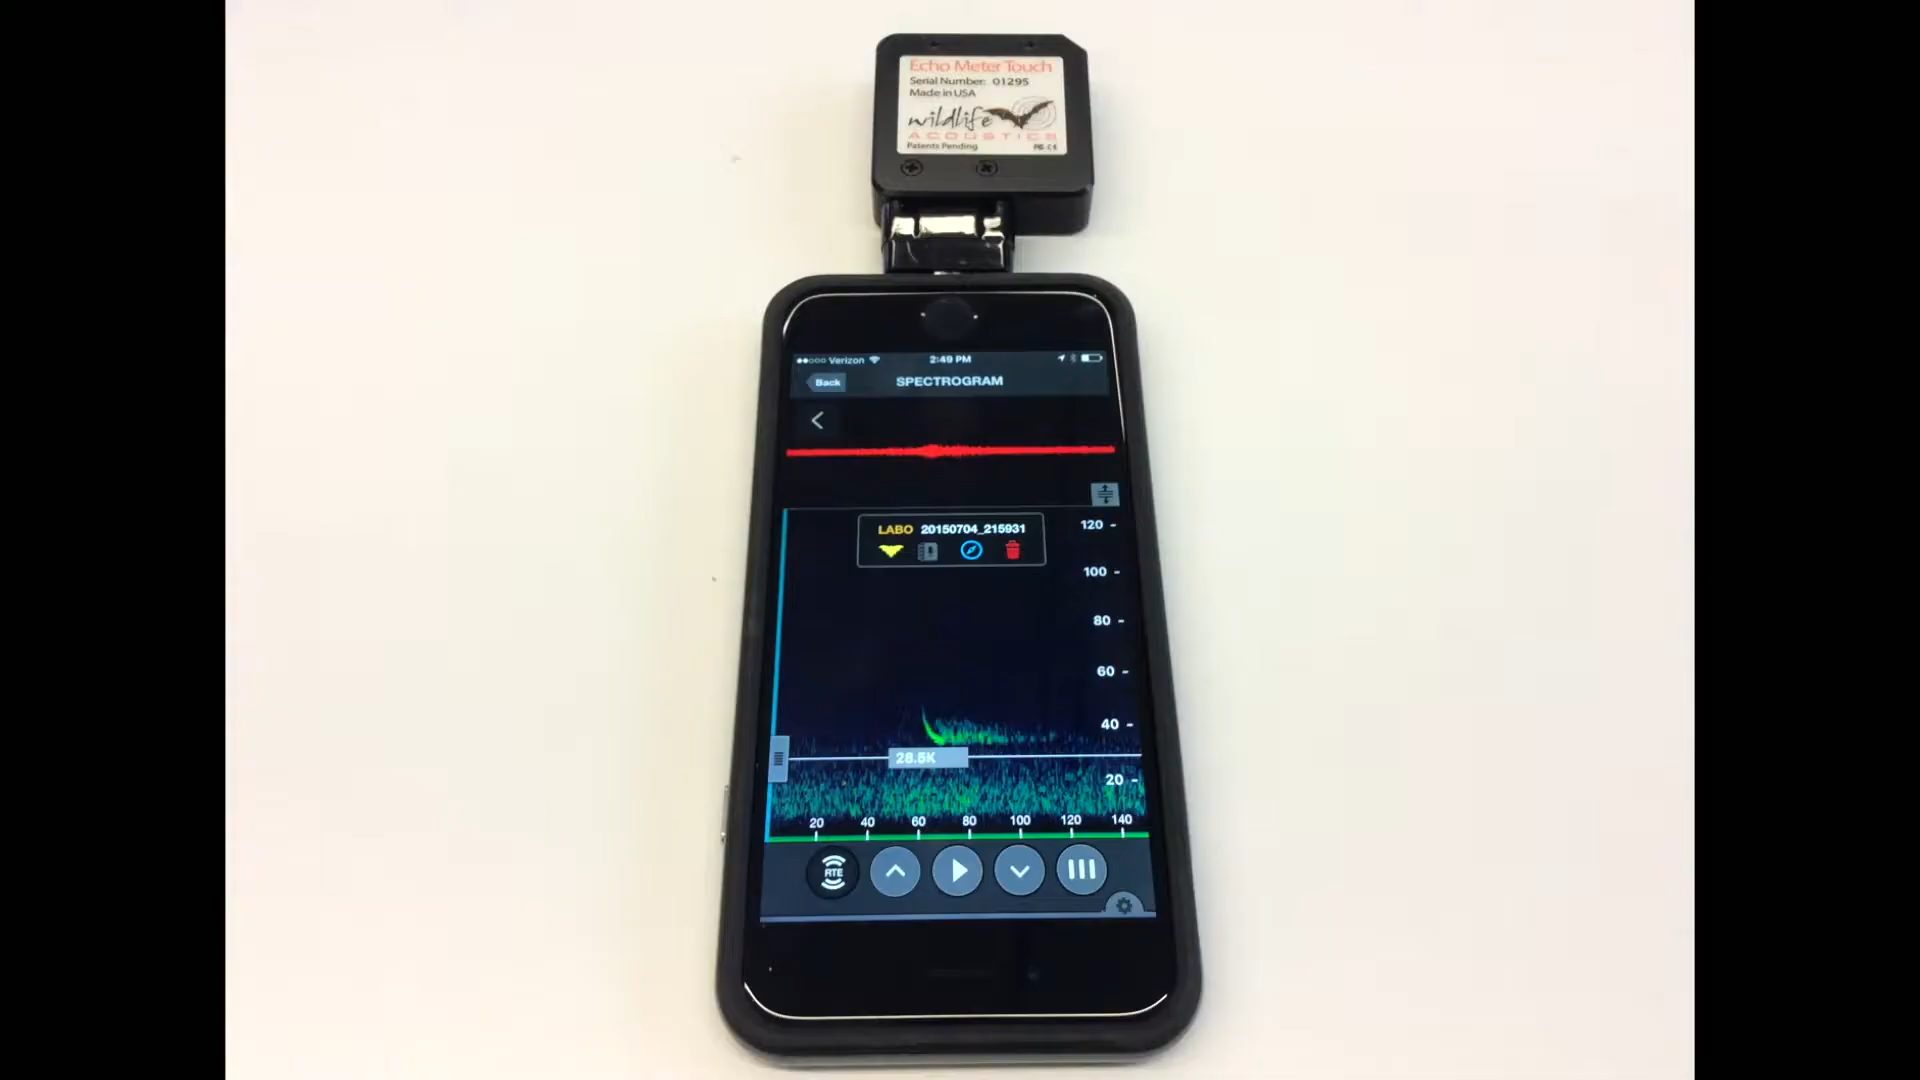 Echo Meter Touch
Serial Number: 01295
Made in USA
wildlife
ACOUSTICS
Patents Pending
Verizon
2:49 PM
Back
SPECTROGRAM
LABO 20150704_215931
120
100
80
60
40
28.5K
20
20 40 60 80 100 120 140
RTE